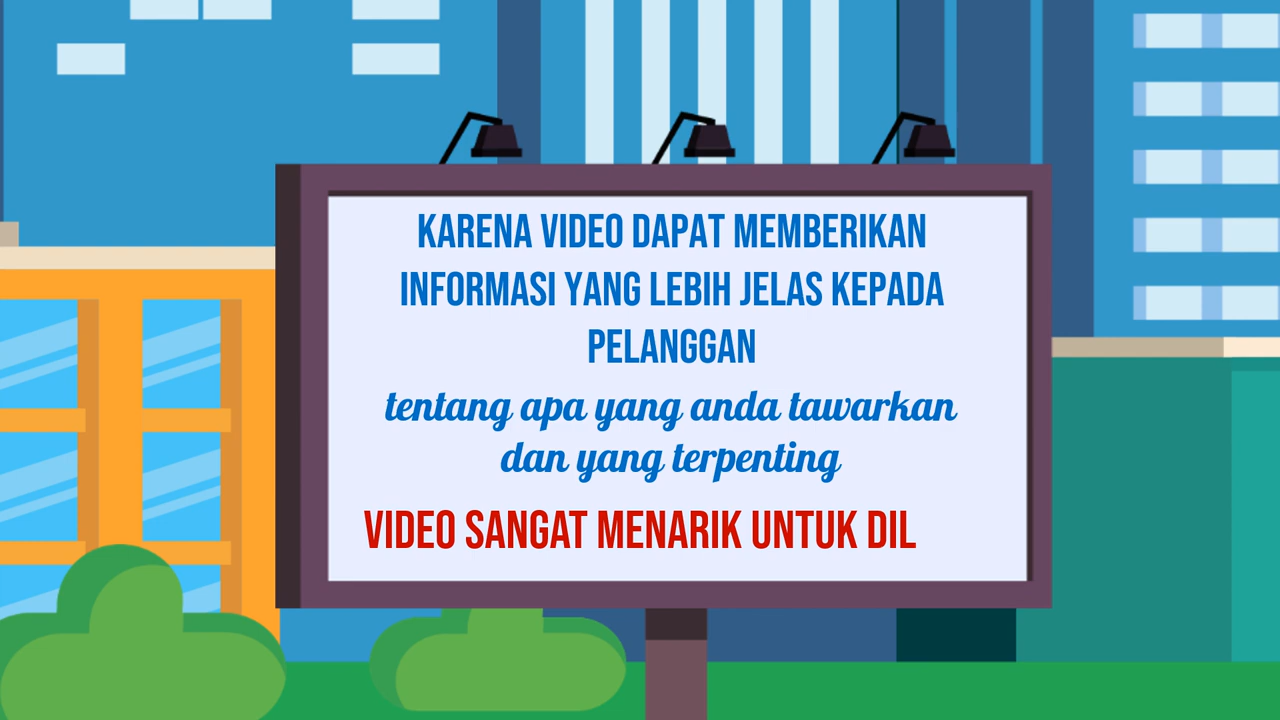 KARENA VIDEO DAPAT MEMBERIKAN
INFORMASI YANG LEBIH JELAS KEPADA
PELANGGAN
tentang apa yang anda tawarkan
dan yang terpenting
VIDEO SANGAT MENARIK UNTUK DIL